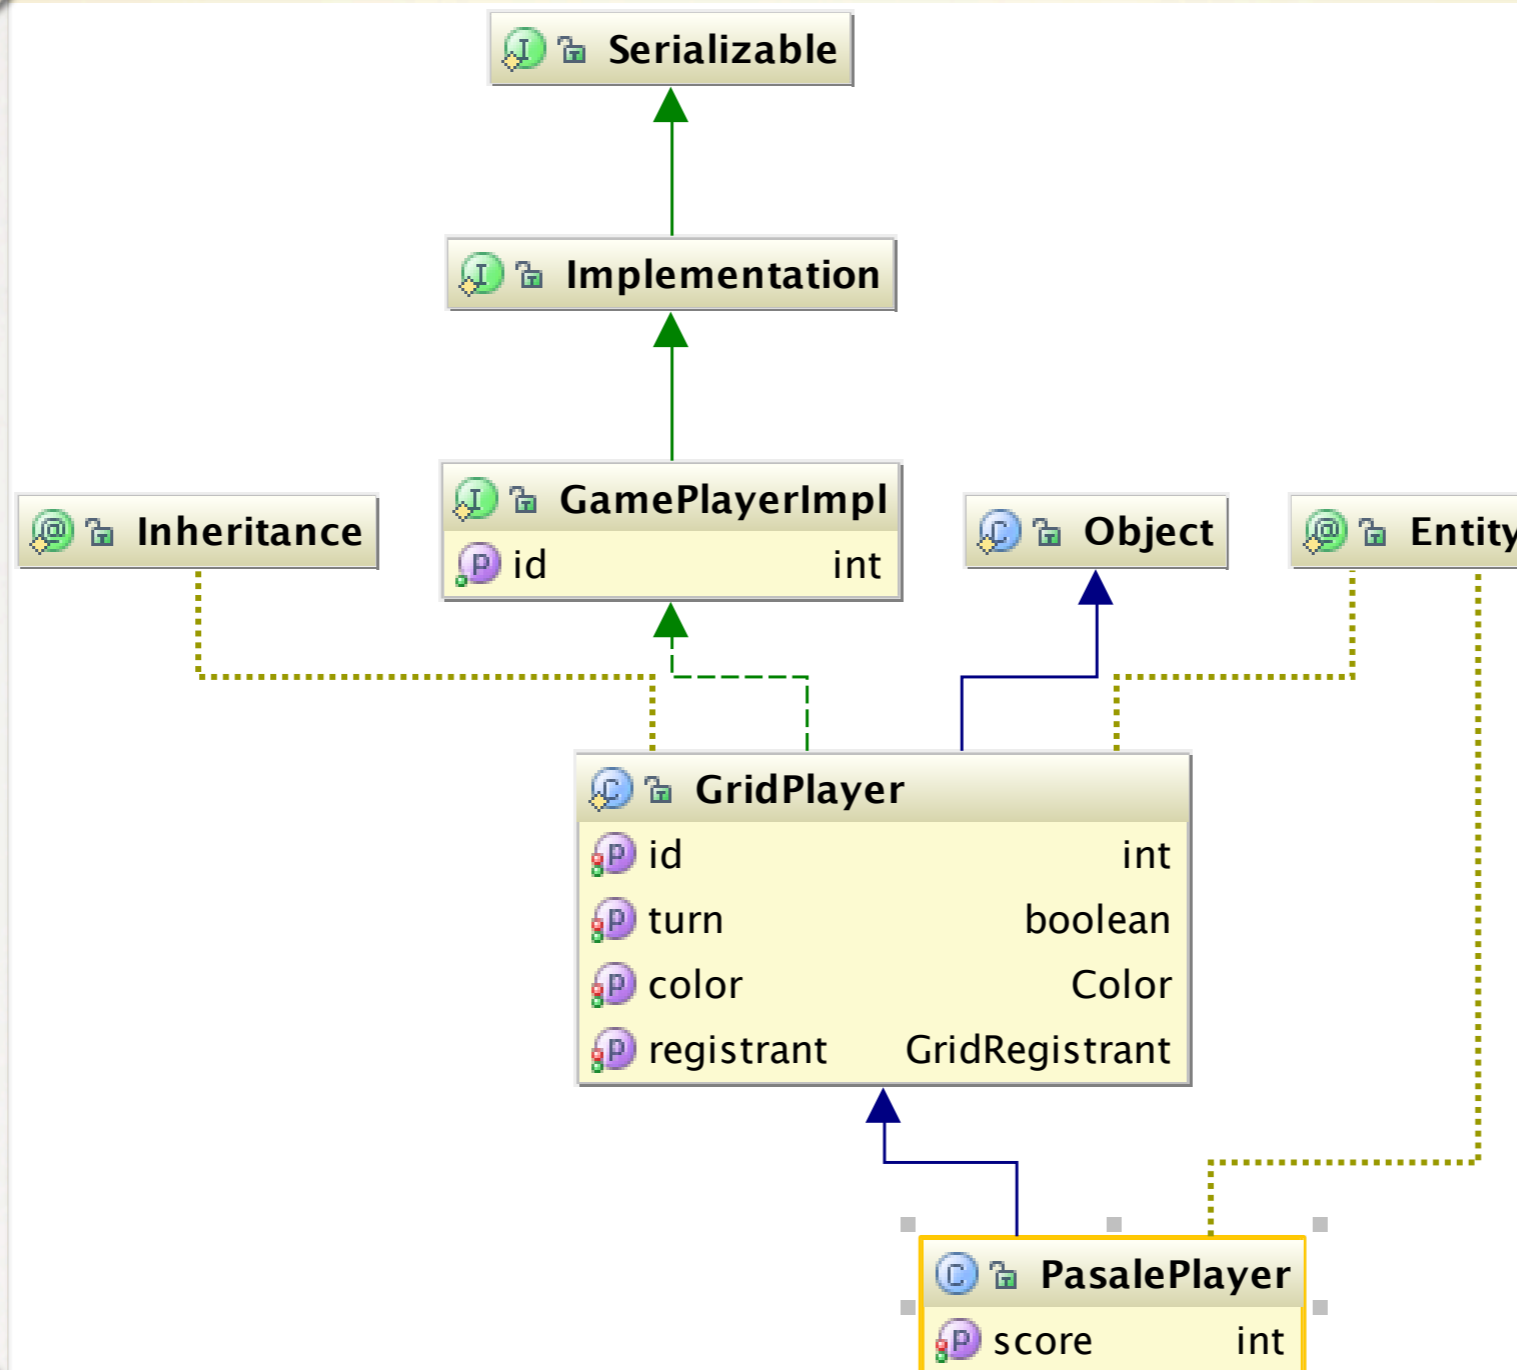 Serializable
Implementation
GamePlayerImpl
id int
Inheritance
Object
Entity
GridPlayer
id int
turn boolean
color Color
registrant GridRegistrant
PasalePlayer
score int